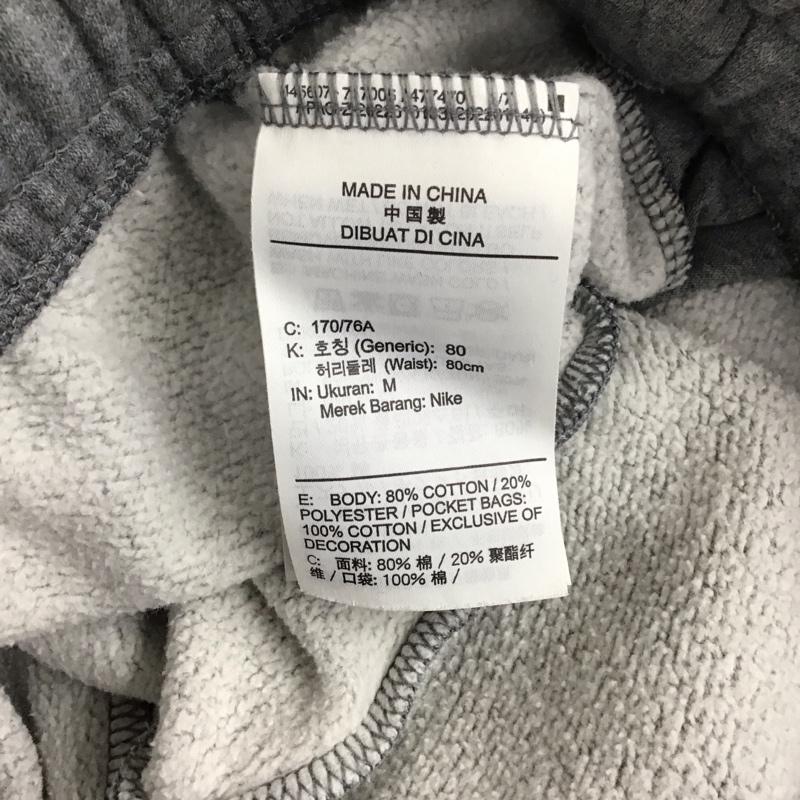 MADE IN CHINA
中国製
DIBUAT DI CINA
C: 170/76A
K: 호칭 (Generic): 80
허리둘레 (Waist): 80cm
IN: Ukuran: M
Merek Barang: Nike
E: BODY: 80% COTTON / 20%
POLYESTER / POCKET BAGS:
100% COTTON / EXCLUSIVE OF
DECORATION
C: 面料: 80% 棉 / 20% 聚酯纤
维 / 口袋: 100% 棉 /